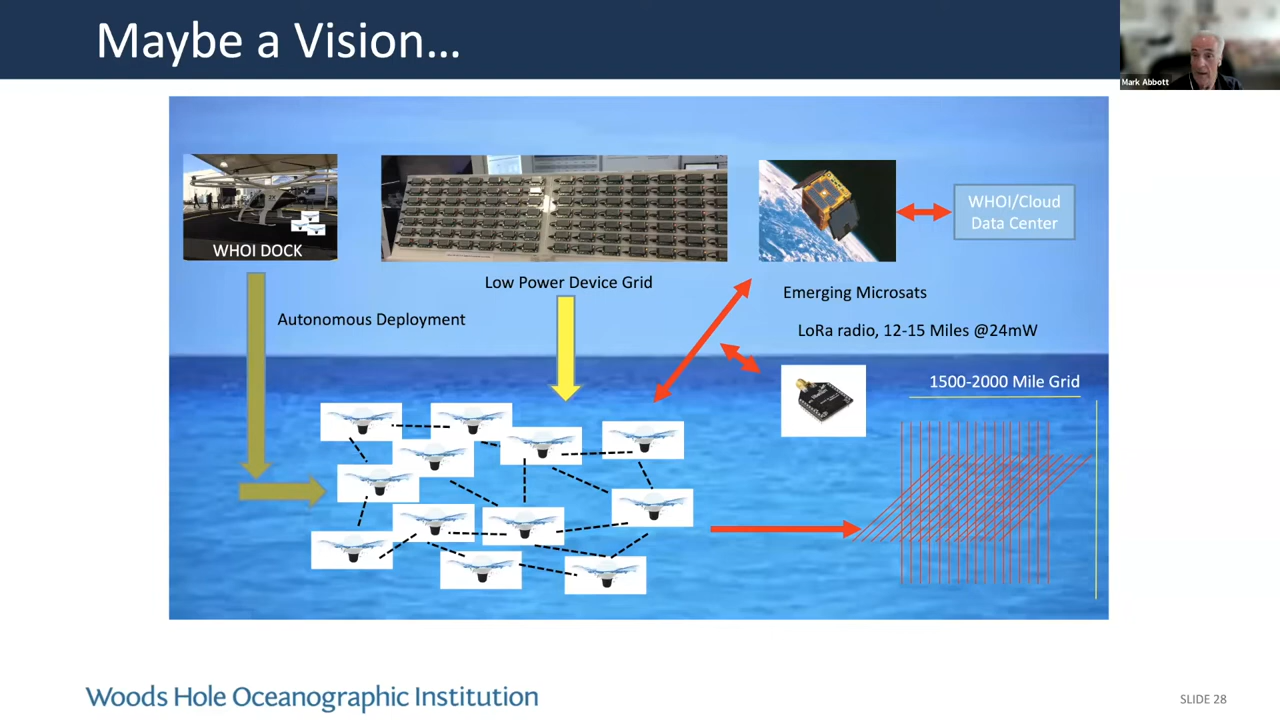 Maybe a Vision…
Mark Abbott
WHOI DOCK
WHOI/Cloud
Data Center
Low Power Device Grid
Emerging Microsats
Autonomous Deployment
LoRa radio, 12-15 Miles @24mW
1500-2000 Mile Grid
Woods Hole Oceanographic Institution
SLIDE 28